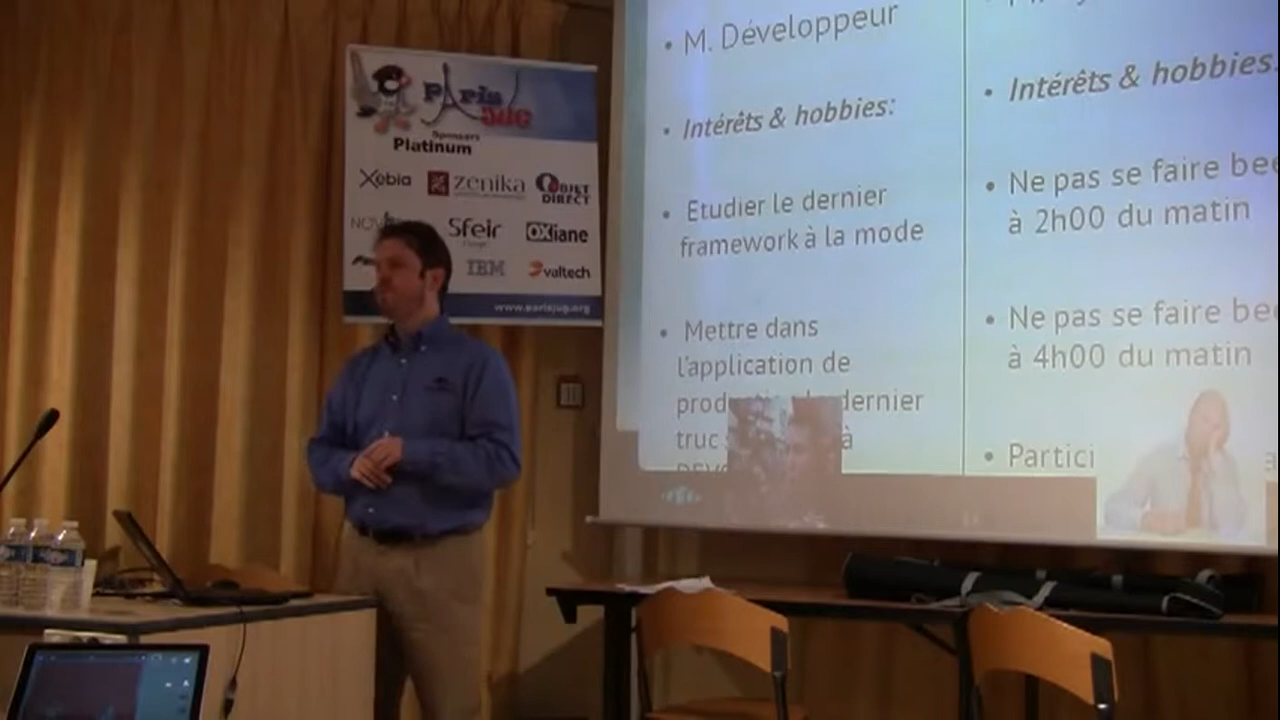 Paris
JUG
Sponsors
Platinum
Xebia
zenika
OBJET
DIRECT
Sfeir
OXiane
IBM
valtech
www.parisjug.org
• M. Développeur
• Intérêts & hobbies:
• Etudier le dernier
framework à la mode
• Mettre dans
l'application de
dernier
truc
à
• Intérêts & hobbies:
• Ne pas se faire
à 2h00 du matin
• Ne pas se faire
à 4h00 du matin